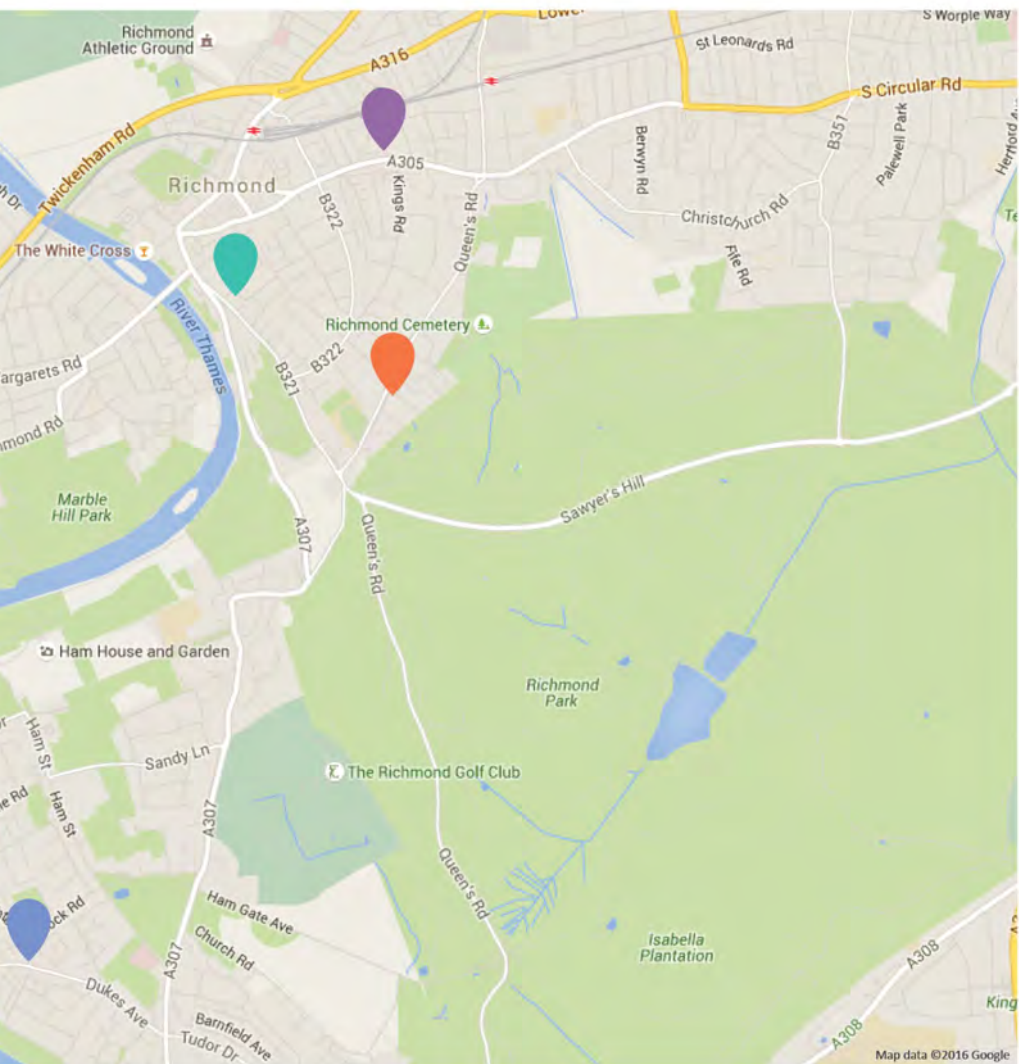 S Worple Way
Richmond
Athletic Ground
St Leonards Rd
A316
S Circular Rd
Twickenham Rd
B351
Palewell Park
Berwyn Rd
A305
Richmond
Kings Rd
B322
Queen's Rd
Christchurch Rd
The White Cross
Fife Rd
River Thames
Richmond Cemetery
B322
B321
argarets Rd
mond Rd
Sawyer's Hill
Marble
Hill Park
A307
Queen's Rd
Ham House and Garden
Richmond
Park
Ham St
Sandy Ln
The Richmond Golf Club
Ham St
A307
Queen's Rd
ock Rd
Ham Gate Ave
Church Rd
Isabella
Plantation
A307
A308
Dukes Ave
King
Barnfield Ave
Tudor Dr
A308
Map data ©2016 Google